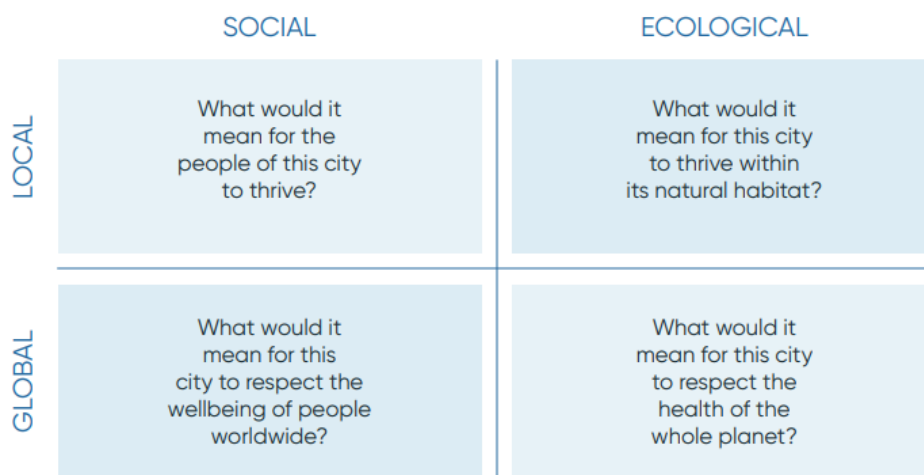 SOCIAL
ECOLOGICAL
LOCAL
What would it
mean for the
people of this city
to thrive?
What would it
mean for this city
to thrive within
its natural habitat?
GLOBAL
What would it
mean for this
city to respect the
wellbeing of people
worldwide?
What would it
mean for this city
to respect the
health of the
whole planet?